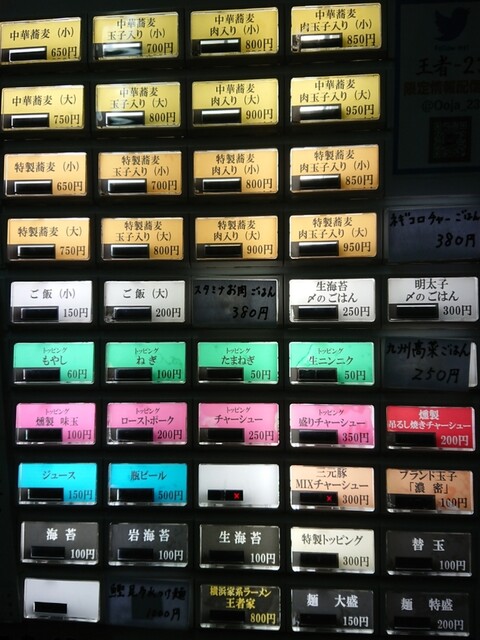 中華蕎麦（小）
650円
中華蕎麦
玉子入り（小）
700円
中華蕎麦
肉入り（小）
800円
中華蕎麦
肉玉子入り（小）
850円
王者-2
中華蕎麦（大）
750円
中華蕎麦
玉子入り（大）
800円
中華蕎麦
肉入り（大）
900円
中華蕎麦
肉玉子入り（大）
950円
特製蕎麦（小）
650円
特製蕎麦
玉子入り（小）
700円
特製蕎麦
肉入り（小）
800円
特製蕎麦
肉玉子入り（小）
850円
特製蕎麦（大）
750円
特製蕎麦
玉子入り（大）
800円
特製蕎麦
肉入り（大）
900円
特製蕎麦
肉玉子入り（大）
950円
ネギコロチャーごはん
380円
ご飯（小）
150円
ご飯（大）
200円
スタミナお肉ごはん
380円
生海苔
〆のごはん
250円
明太子
〆のごはん
300円
トッピング
もやし
60円
トッピング
ねぎ
100円
トッピング
たまねぎ
50円
トッピング
生ニンニク
50円
九州高菜ごはん
250円
トッピング
燻製 味玉
100円
トッピング
ローストポーク
200円
トッピング
チャーシュー
250円
トッピング
盛りチャーシュー
350円
燻製
吊るし焼きチャーシュー
200円
ジュース
150円
瓶ビール
500円
三元豚
MIXチャーシュー
300円
ブランド玉子
「濃密」
100円
海苔
100円
岩海苔
100円
生海苔
100円
特製トッピング
300円
替玉
100円
横浜家系ラーメン
王者家
800円
麺 大盛
150円
麺 特盛
200円